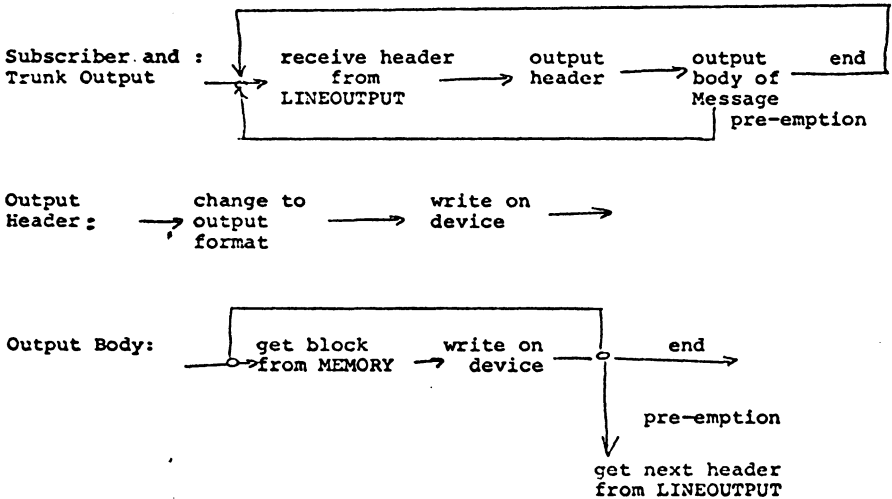 Subscriber and :
Trunk Output
receive header
from
LINEOUTPUT
output
header
output
body of
Message
end
pre-emption
Output
Header:
change to
output
format
write on
device
Output Body:
get block
from MEMORY
write on
device
end
pre-emption
get next header
from LINEOUTPUT